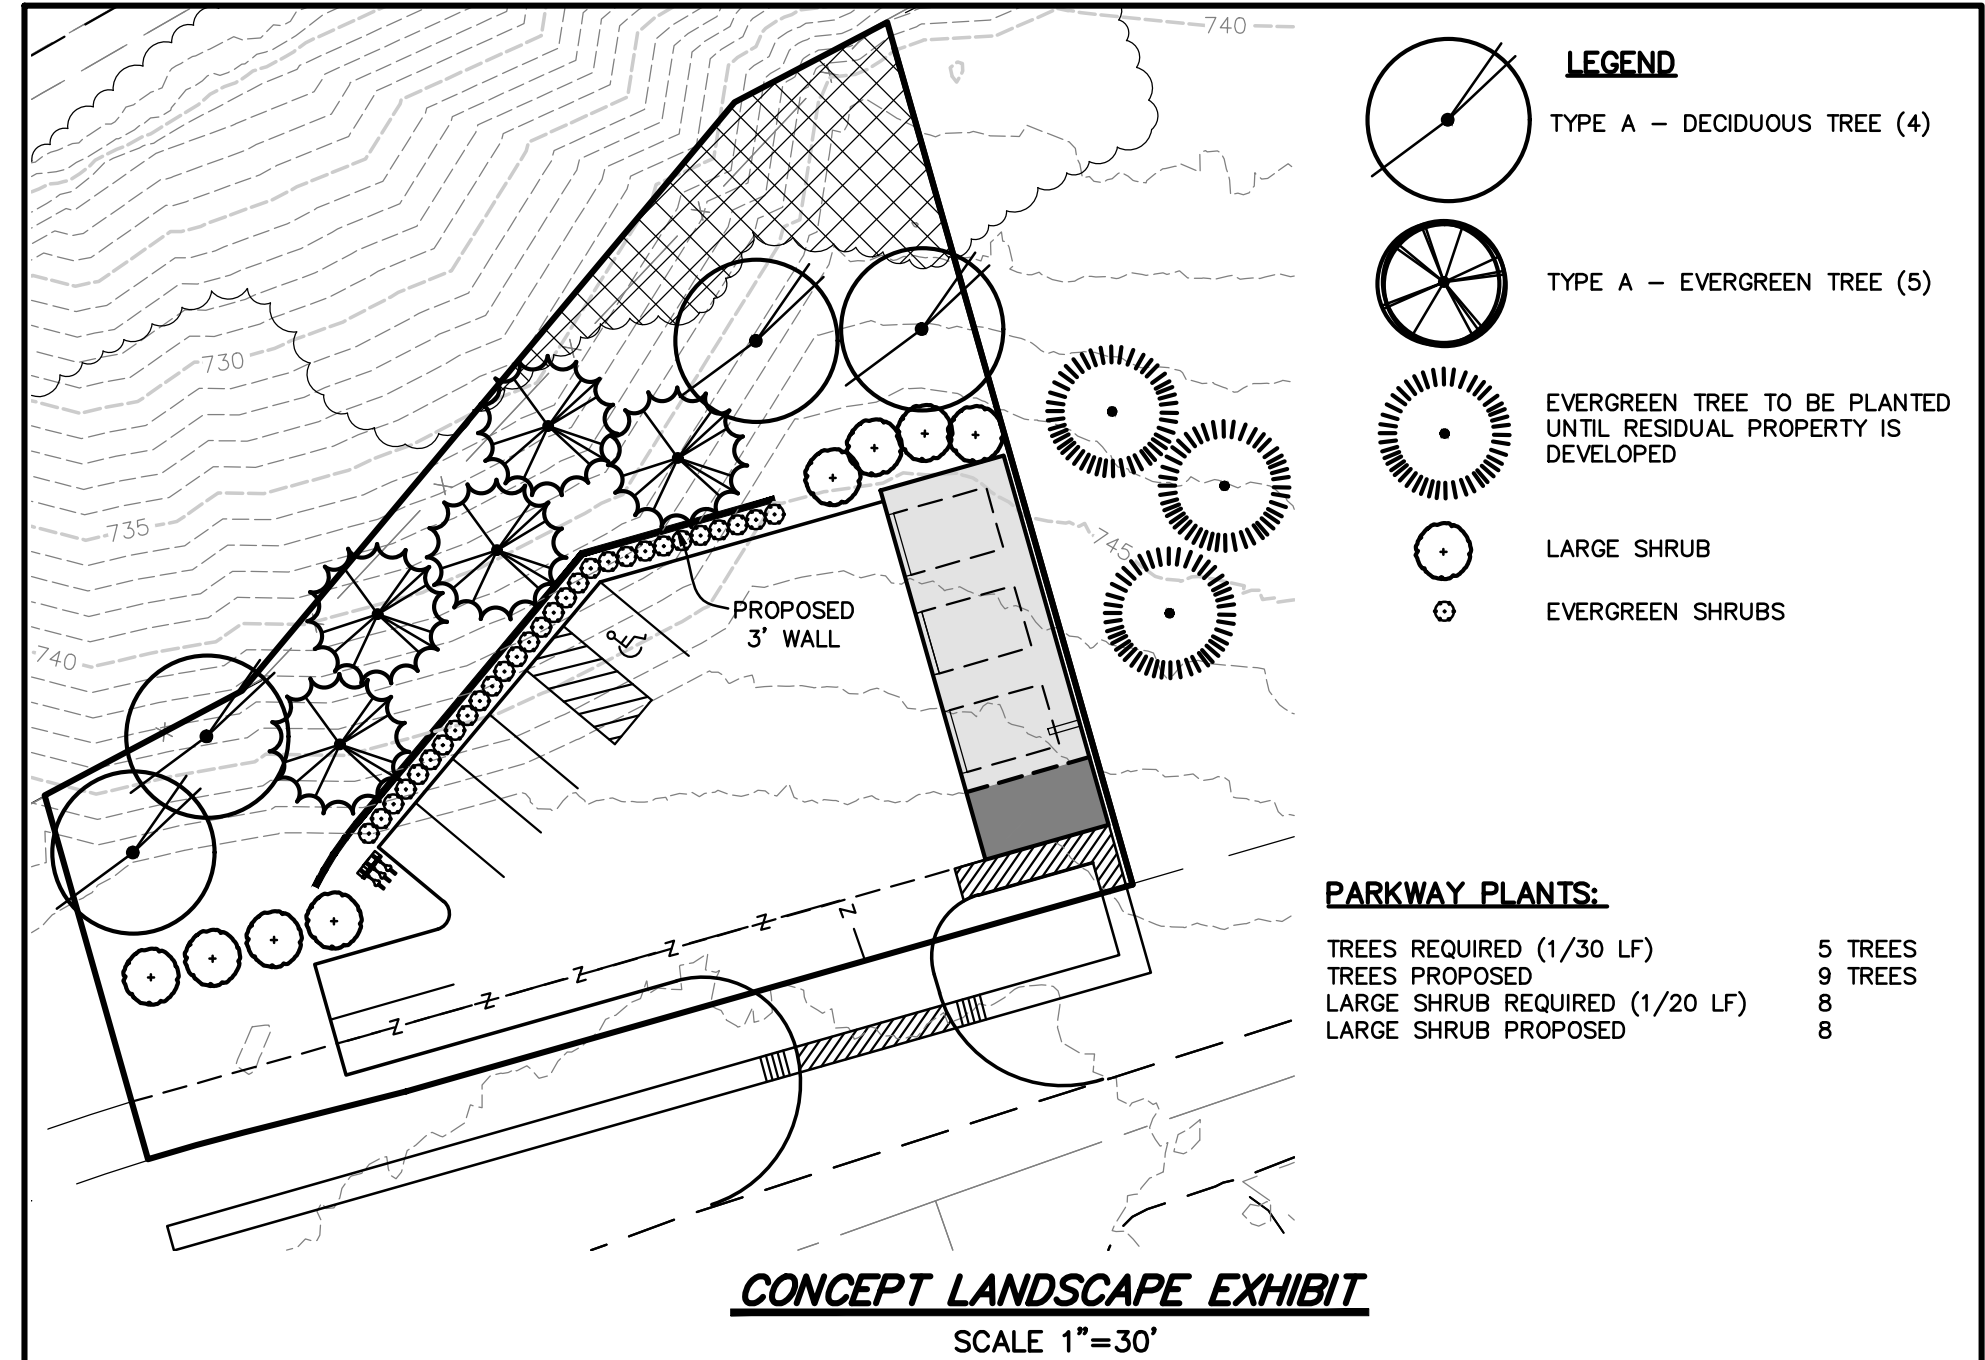 740
LEGEND
TYPE A – DECIDUOUS TREE (4)
TYPE A – EVERGREEN TREE (5)
730
EVERGREEN TREE TO BE PLANTED
UNTIL RESIDUAL PROPERTY IS
DEVELOPED
735
745
LARGE SHRUB
PROPOSED
3' WALL
EVERGREEN SHRUBS
740
PARKWAY PLANTS:
TREES REQUIRED (1/30 LF) 5 TREES
TREES PROPOSED 9 TREES
LARGE SHRUB REQUIRED (1/20 LF) 8
LARGE SHRUB PROPOSED 8
Z Z Z Z Z Z
CONCEPT LANDSCAPE EXHIBIT
SCALE 1"=30'